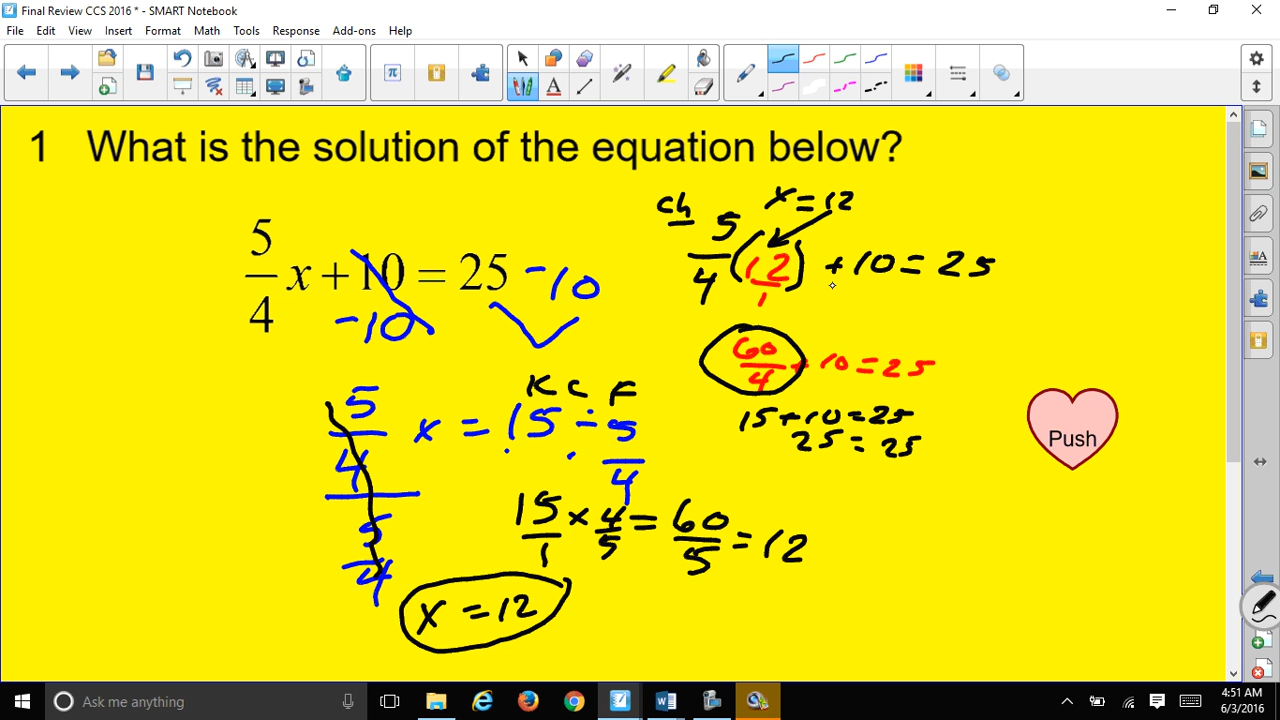 Final Review CCS 2016 * - SMART Notebook
File Edit View Insert Format Math Tools Response Add-ons Help
1 What is the solution of the equation below?
5/4 x + 10 = 25 -10
-10
5/4 x = 15 ÷ 5/4
5/4
K C F
15/1 × 4/5 = 60/5 = 12
x = 12
ch x = 12
5/4 (12/1) + 10 = 25
60/4 + 10 = 25
15 + 10 = 25
25 = 25
Push
Ask me anything
4:51 AM
6/3/2016